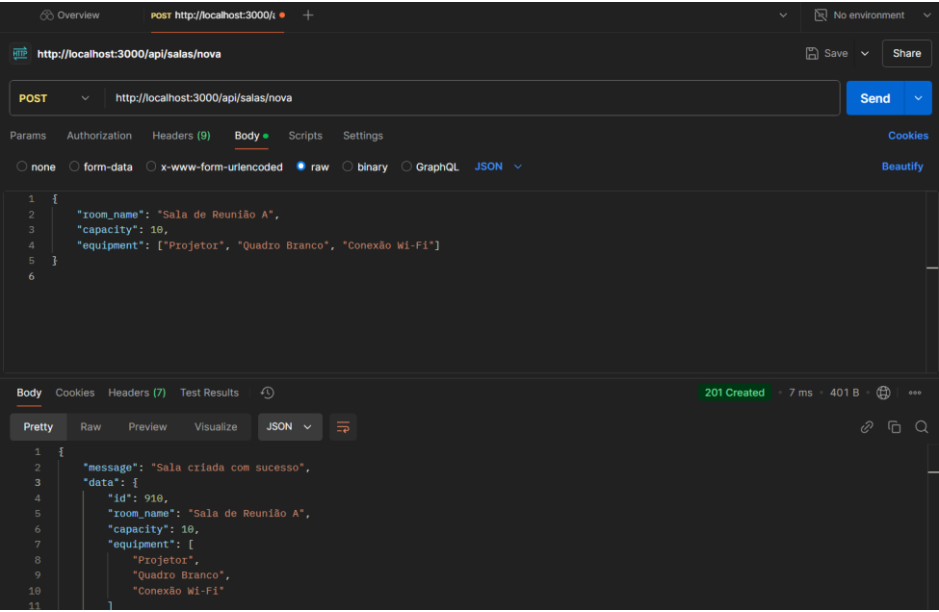 Overview POST http://localhost:3000/a No environment
HTTP http://localhost:3000/api/salas/nova Save Share
POST http://localhost:3000/api/salas/nova Send
Params Authorization Headers (9) Body Scripts Settings Cookies
none form-data x-www-form-urlencoded raw binary GraphQL JSON Beautify
1 {
2 "room_name": "Sala de Reunião A",
3 "capacity": 10,
4 "equipment": ["Projetor", "Quadro Branco", "Conexão Wi-Fi"]
5 }
6
Body Cookies Headers (7) Test Results 201 Created 7 ms 401 B
Pretty Raw Preview Visualize JSON
1 {
2 "message": "Sala criada com sucesso",
3 "data": {
4 "id": 910,
5 "room_name": "Sala de Reunião A",
6 "capacity": 10,
7 "equipment": [
8 "Projetor",
9 "Quadro Branco",
10 "Conexão Wi-Fi"
11 ]